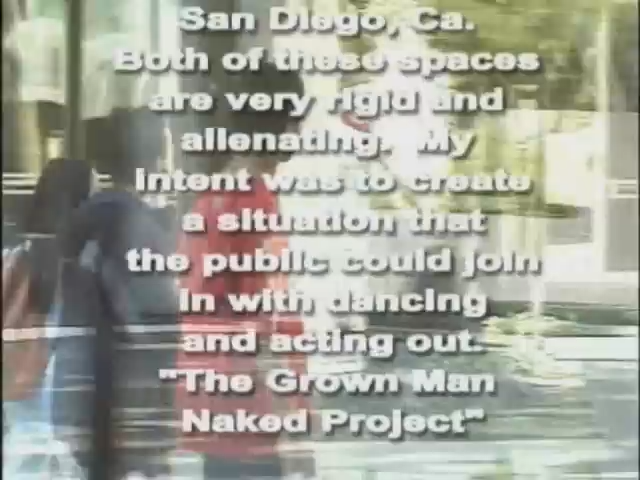 San Diego, Ca.
Both of these spaces
are very rigid and
alienating. My
intent was to create
a situation that
the public could join
in with dancing
and acting out.
"The Grown Man
Naked Project"